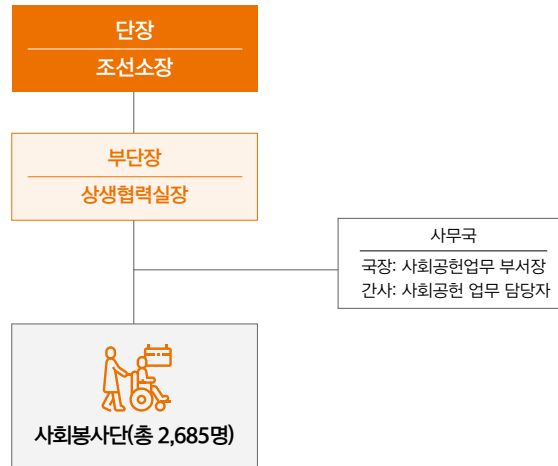 단장
조선소장
부단장
상생협력실장
사무국
국장: 사회공헌업무 부서장
간사: 사회공헌 업무 담당자
사회봉사단(총 2,685명)